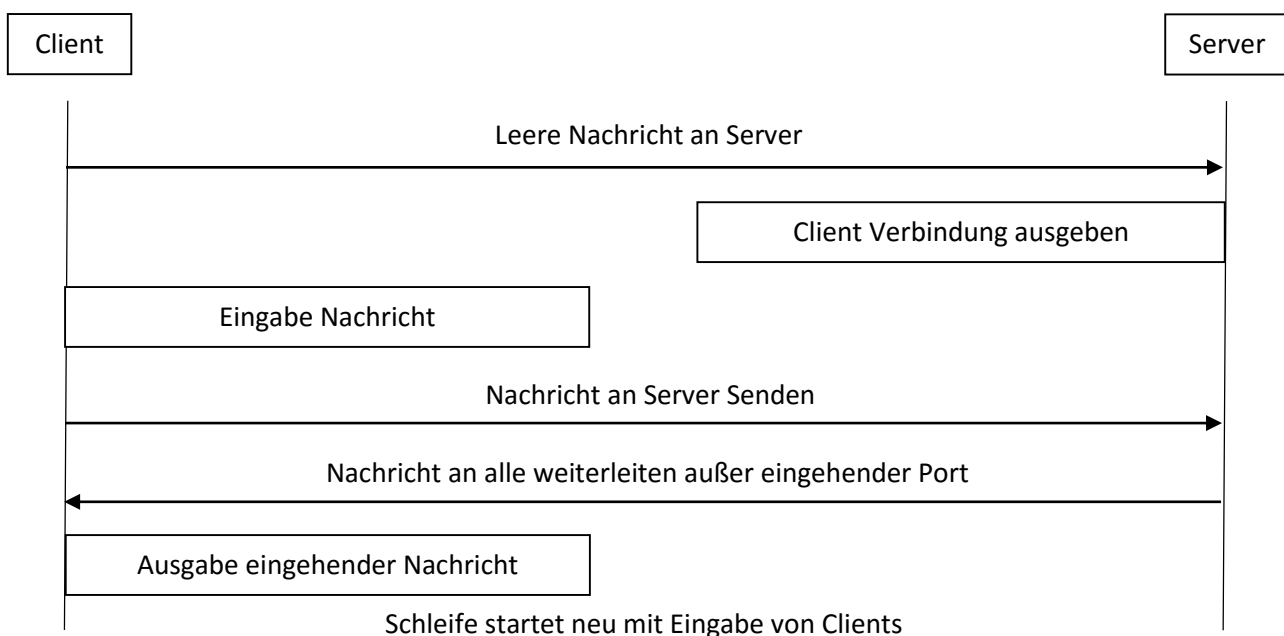 Client
Server
Leere Nachricht an Server
Client Verbindung ausgeben
Eingabe Nachricht
Nachricht an Server Senden
Nachricht an alle weiterleiten außer eingehender Port
Ausgabe eingehender Nachricht
Schleife startet neu mit Eingabe von Clients